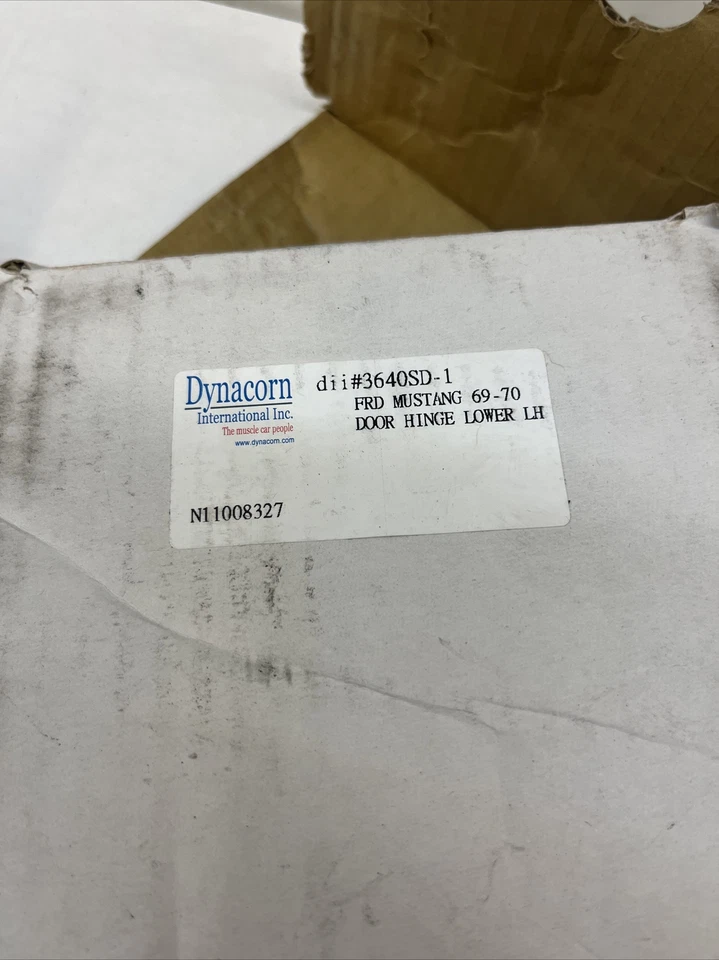 Dynacorn
International Inc.
The muscle car people
www.dynacorn.com
dii#3640SD-1
FRD MUSTANG 69-70
DOOR HINGE LOWER LH
N11008327